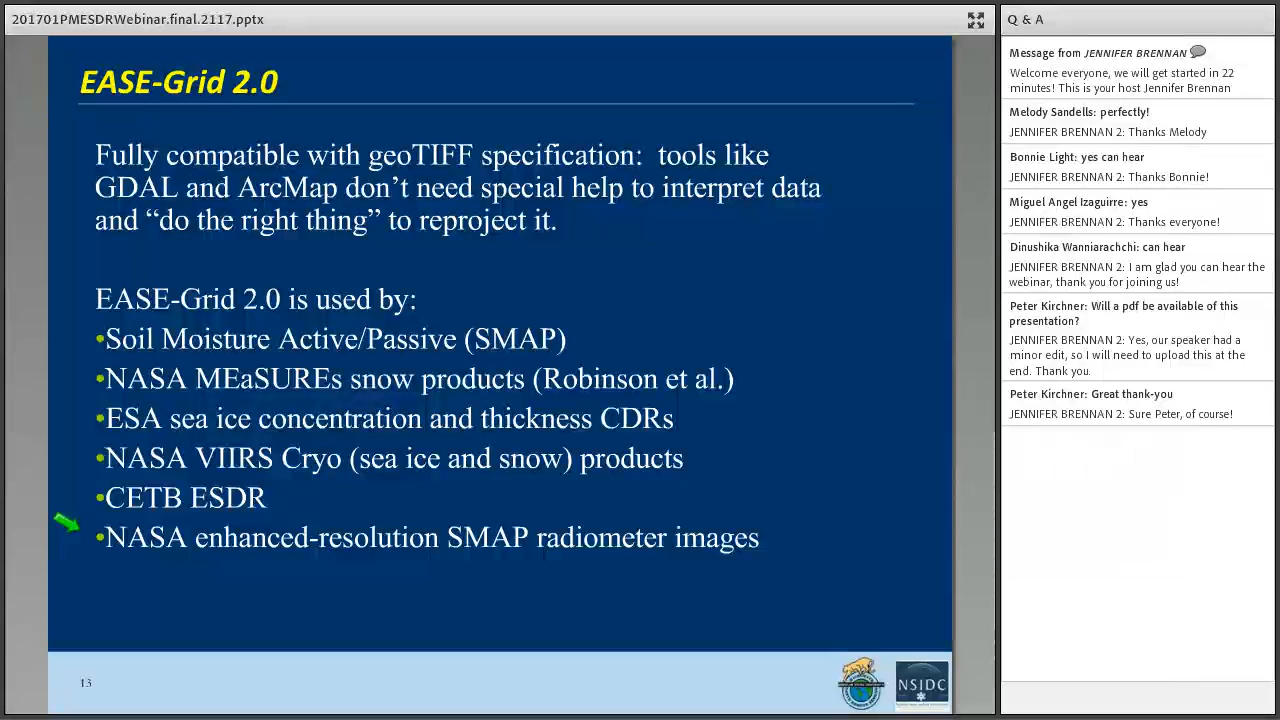 201701PMESDRWebinar.final.2117.pptx
EASE-Grid 2.0
Fully compatible with geoTIFF specification: tools like
GDAL and ArcMap don’t need special help to interpret data
and “do the right thing” to reproject it.
EASE-Grid 2.0 is used by:
•Soil Moisture Active/Passive (SMAP)
•NASA MEaSUREs snow products (Robinson et al.)
•ESA sea ice concentration and thickness CDRs
•NASA VIIRS Cryo (sea ice and snow) products
•CETB ESDR
•NASA enhanced-resolution SMAP radiometer images
13
NSIDC
Q & A
Message from JENNIFER BRENNAN
Welcome everyone, we will get started in 22
minutes! This is your host Jennifer Brennan
Melody Sandells: perfectly!
JENNIFER BRENNAN 2: Thanks Melody
Bonnie Light: yes can hear
JENNIFER BRENNAN 2: Thanks Bonnie!
Miguel Angel Izaguirre: yes
JENNIFER BRENNAN 2: Thanks everyone!
Dinushika Wanniarachchi: can hear
JENNIFER BRENNAN 2: I am glad you can hear the
webinar, thank you for joining us!
Peter Kirchner: Will a pdf be available of this
presentation?
JENNIFER BRENNAN 2: Yes, our speaker had a
minor edit, so I will need to upload this at the
end. Thank you.
Peter Kirchner: Great thank-you
JENNIFER BRENNAN 2: Sure Peter, of course!